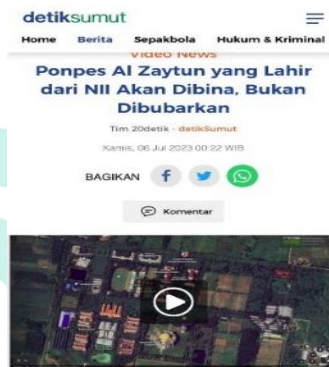 detiksumut
Home Berita Sepakbola Hukum & Kriminal
Video News
Ponpes Al Zaytun yang Lahir
dari NII Akan Dibina, Bukan
Dibubarkan
Tim 20detik - detikSumut
Kamis, 06 Jul 2023 00:22 WIB
BAGIKAN
Komentar